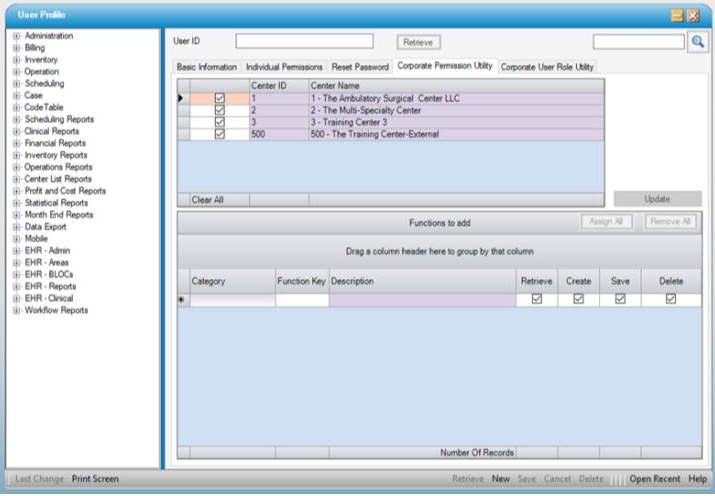 User Profile
Administration
Billing
Inventory
Operation
Scheduling
Case
CodeTable
Scheduling Reports
Clinical Reports
Financial Reports
Inventory Reports
Operations Reports
Center List Reports
Profit and Cost Reports
Statistical Reports
Month End Reports
Data Export
Mobile
EHR - Admin
EHR - Areas
EHR - BLOCs
EHR - Reports
EHR - Clinical
Workflow Reports
User ID Retrieve
Basic Information Individual Permissions Reset Password Corporate Permission Utility Corporate User Role Utility
Center ID Center Name
1 1 - The Ambulatory Surgical Center LLC
2 2 - The Multi-Specialty Center
3 3 - Training Center 3
500 500 - The Training Center-External
Clear All
Update
Functions to add Assign All Remove All
Drag a column header here to group by that column
Category Function Key Description Retrieve Create Save Delete
Number Of Records
Last Change Print Screen Retrieve New Save Cancel Delete Open Recent Help